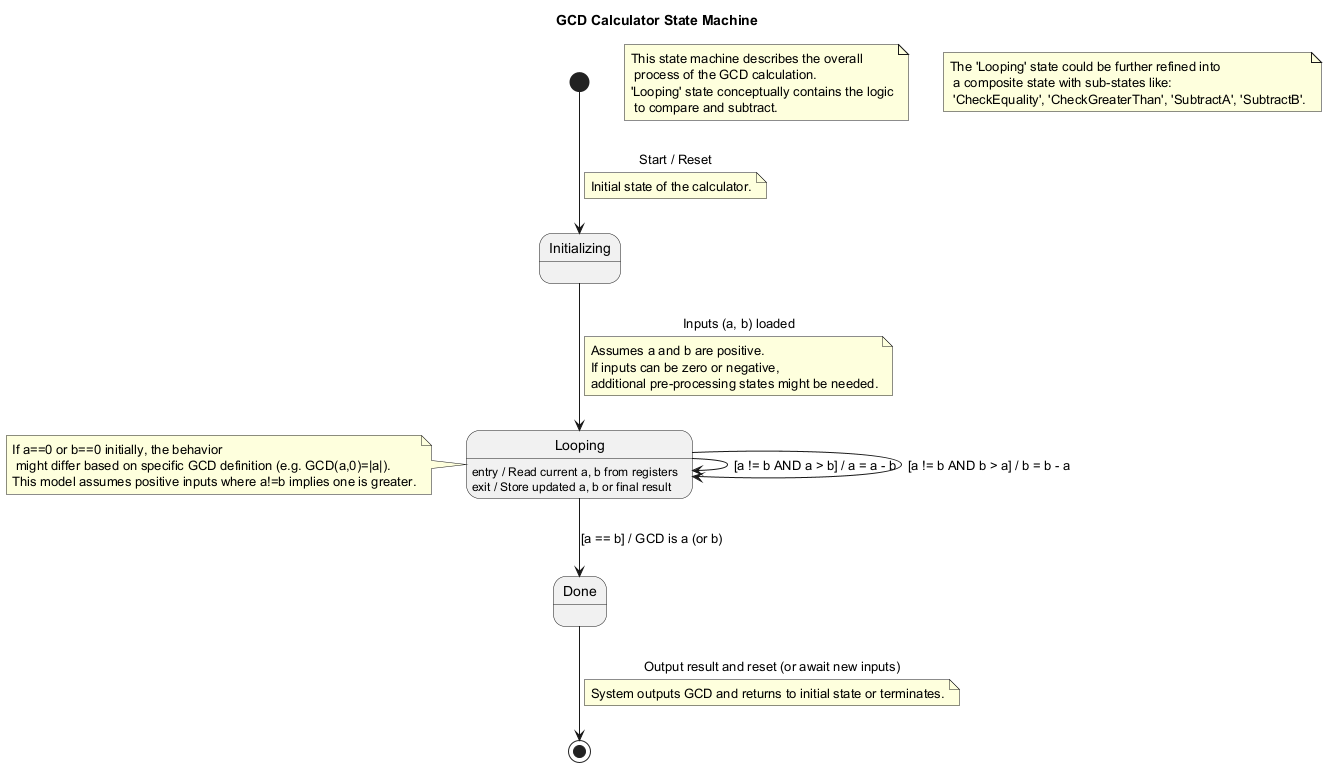 GCD Calculator State Machine
This state machine describes the overall
process of the GCD calculation.
'Looping' state conceptually contains the logic
to compare and subtract.
The 'Looping' state could be further refined into
a composite state with sub-states like:
'CheckEquality', 'CheckGreaterThan', 'SubtractA', 'SubtractB'.
Start / Reset
Initial state of the calculator.
Initializing
Inputs (a, b) loaded
Assumes a and b are positive.
If inputs can be zero or negative,
additional pre-processing states might be needed.
If a==0 or b==0 initially, the behavior
might differ based on specific GCD definition (e.g. GCD(a,0)=|a|).
This model assumes positive inputs where a!=b implies one is greater.
Looping
entry / Read current a, b from registers
exit / Store updated a, b or final result
[a != b AND a > b] / a = a - b
[a != b AND b > a] / b = b - a
[a == b] / GCD is a (or b)
Done
Output result and reset (or await new inputs)
System outputs GCD and returns to initial state or terminates.